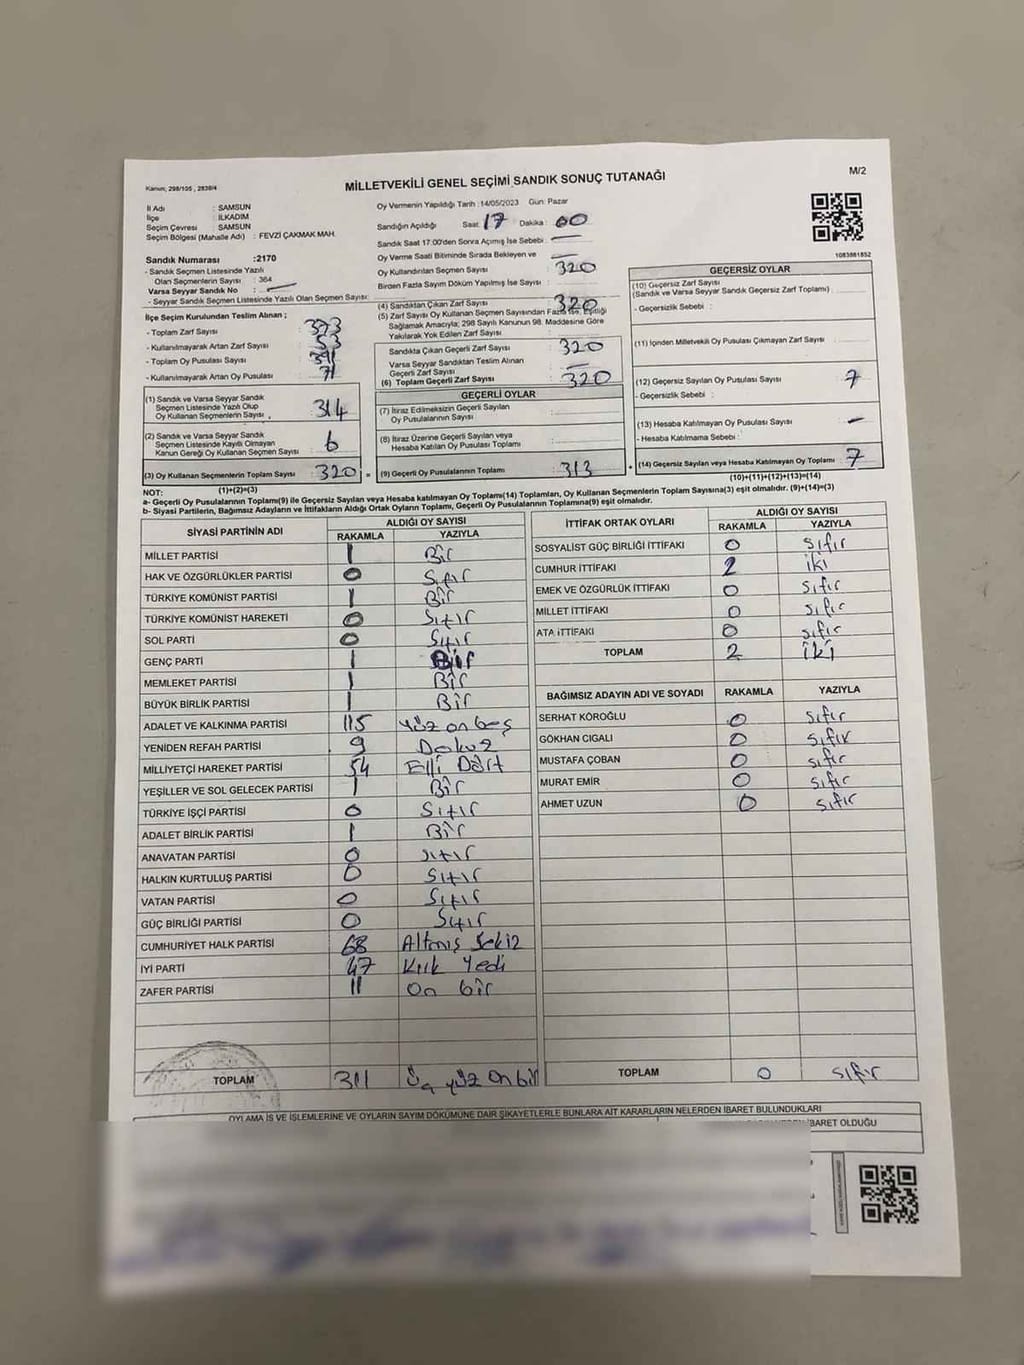 Kanun; 298/105 , 2839/4
MİLLETVEKİLİ GENEL SEÇİMİ SANDIK SONUÇ TUTANAĞI
M/2
İl Adı : SAMSUN
İlçe : İLKADIM
Seçim Çevresi : SAMSUN
Seçim Bölgesi (Mahalle Adı) : FEVZİ ÇAKMAK MAH.
Oy Vermenin Yapıldığı Tarih : 14/05/2023 Gün: Pazar
Sandığın Açıldığı Saat: 17 Dakika : 00
Sandık Saat 17:00'den Sonra Açılmış İse Sebebi : —
Oy Verme Saati Bitiminde Sırada Bekleyen ve : —
Oy Kullandırılan Seçmen Sayısı : 320
Birden Fazla Sayım Döküm Yapılmış İse Sayısı :
1083981852
Sandık Numarası :2170
- Sandık Seçmen Listesinde Yazılı
Olan Seçmenlerin Sayısı : 364
Varsa Seyyar Sandık No : —
- Seyyar Sandık Seçmen Listesinde Yazılı Olan Seçmen Sayısı:
İlçe Seçim Kurulundan Teslim Alınan ;
- Toplam Zarf Sayısı : 373
- Kullanılmayarak Artan Zarf Sayısı : 53
- Toplam Oy Pusulası Sayısı : 391
- Kullanılmayarak Artan Oy Pusulası : 71
(1) Sandık ve Varsa Seyyar Sandık
Seçmen Listesinde Yazılı Olup
Oy Kullanan Seçmenlerin Sayısı : 314
(2) Sandık ve Varsa Seyyar Sandık
Seçmen Listesinde Kayıtlı Olmayan
Kanun Gereği Oy Kullanan Seçmen Sayısı : 6
(3) Oy Kullanan Seçmenlerin Toplam Sayısı : 320 =
(1)+(2)=(3)
(4) Sandıktan Çıkan Zarf Sayısı : 320
(5) Zarf Sayısı Oy Kullanan Seçmen Sayısından Fazla ise, Eşitliği
Sağlamak Amacıyla; 298 Sayılı Kanunun 98. Maddesine Göre
Yakılarak Yok Edilen Zarf Sayısı :
Sandıkta Çıkan Geçerli Zarf Sayısı : 320
Varsa Seyyar Sandıktan Teslim Alınan
Geçerli Zarf Sayısı : —
(6) Toplam Geçerli Zarf Sayısı : 320
GEÇERLİ OYLAR
(7) İtiraz Edilmeksizin Geçerli Sayılan
Oy Pusulalarının Sayısı :
(8) İtiraz Üzerine Geçerli Sayılan veya
Hesaba Katılan Oy Pusulası Toplamı :
(9) Geçerli Oy Pusulalarının Toplamı : 313 +
GEÇERSİZ OYLAR
(10) Geçersiz Zarf Sayısı
(Sandık ve Varsa Seyyar Sandık Geçersiz Zarf Toplamı) :
- Geçersizlik Sebebi :
(11) İçinden Milletvekili Oy Pusulası Çıkmayan Zarf Sayısı :
(12) Geçersiz Sayılan Oy Pusulası Sayısı : 7
- Geçersizlik Sebebi :
(13) Hesaba Katılmayan Oy Pusulası Sayısı : —
- Hesaba Katılmama Sebebi :
(14) Geçersiz Sayılan veya Hesaba Katılmayan Oy Toplamı : 7
(10)+(11)+(12)+(13)=(14)
NOT:
a- Geçerli Oy Pusulalarının Toplamı(9) ile Geçersiz Sayılan veya Hesaba katılmayan Oy Toplamı(14) Toplamları, Oy Kullanan Seçmenlerin Toplam Sayısına(3) eşit olmalıdır. (9)+(14)=(3)
b- Siyasi Partilerin, Bağımsız Adayların ve İttifakların Aldığı Ortak Oyların Toplamı, Geçerli Oy Pusulalarının Toplamına(9) eşit olmalıdır.
SİYASİ PARTİNİN ADI ALDIĞI OY SAYISI
RAKAMLA YAZIYLA
MİLLET PARTİSİ 1 Bir
HAK VE ÖZGÜRLÜKLER PARTİSİ 0 Sıfır
TÜRKİYE KOMÜNİST PARTİSİ 1 Bir
TÜRKİYE KOMÜNİST HAREKETİ 0 Sıfır
SOL PARTİ 0 Sıfır
GENÇ PARTİ 1 Bir
MEMLEKET PARTİSİ 1 Bir
BÜYÜK BİRLİK PARTİSİ 1 Bir
ADALET VE KALKINMA PARTİSİ 115 Yüz on beş
YENİDEN REFAH PARTİSİ 9 Dokuz
MİLLİYETÇİ HAREKET PARTİSİ 54 Elli Dört
YEŞİLLER VE SOL GELECEK PARTİSİ 1 Bir
TÜRKİYE İŞÇİ PARTİSİ 0 Sıfır
ADALET BİRLİK PARTİSİ 1 Bir
ANAVATAN PARTİSİ 0 Sıfır
HALKIN KURTULUŞ PARTİSİ 0 Sıfır
VATAN PARTİSİ 0 Sıfır
GÜÇ BİRLİĞİ PARTİSİ 0 Sıfır
CUMHURİYET HALK PARTİSİ 68 Altmış Sekiz
İYİ PARTİ 47 Kırk Yedi
ZAFER PARTİSİ 11 On bir
TOPLAM 311 Üç yüz on bir
İTTİFAK ORTAK OYLARI ALDIĞI OY SAYISI
RAKAMLA YAZIYLA
SOSYALİST GÜÇ BİRLİĞİ İTTİFAKI 0 sıfır
CUMHUR İTTİFAKI 2 iki
EMEK VE ÖZGÜRLÜK İTTİFAKI 0 sıfır
MİLLET İTTİFAKI 0 sıfır
ATA İTTİFAKI 0 sıfır
TOPLAM 2 iki
BAĞIMSIZ ADAYIN ADI VE SOYADI RAKAMLA YAZIYLA
SERHAT KÖROĞLU 0 sıfır
GÖKHAN CIGALI 0 sıfır
MUSTAFA ÇOBAN 0 sıfır
MURAT EMİR 0 sıfır
AHMET UZUN 0 sıfır
TOPLAM 0 sıfır
OYLAMA İŞ VE İŞLEMLERİNE VE OYLARIN SAYIM DÖKÜMÜNE DAİR ŞİKAYETLERLE BUNLARA AİT KARARLARIN NELERDEN İBARET BULUNDUKLARI
İBARET OLDUĞU